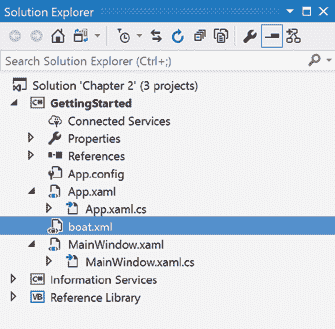 Solution Explorer
Search Solution Explorer (Ctrl+;)
Solution 'Chapter 2' (3 projects)
C# GettingStarted
Connected Services
Properties
References
App.config
App.xaml
App.xaml.cs
boat.xml
MainWindow.xaml
MainWindow.xaml.cs
C# Information Services
VB Reference Library